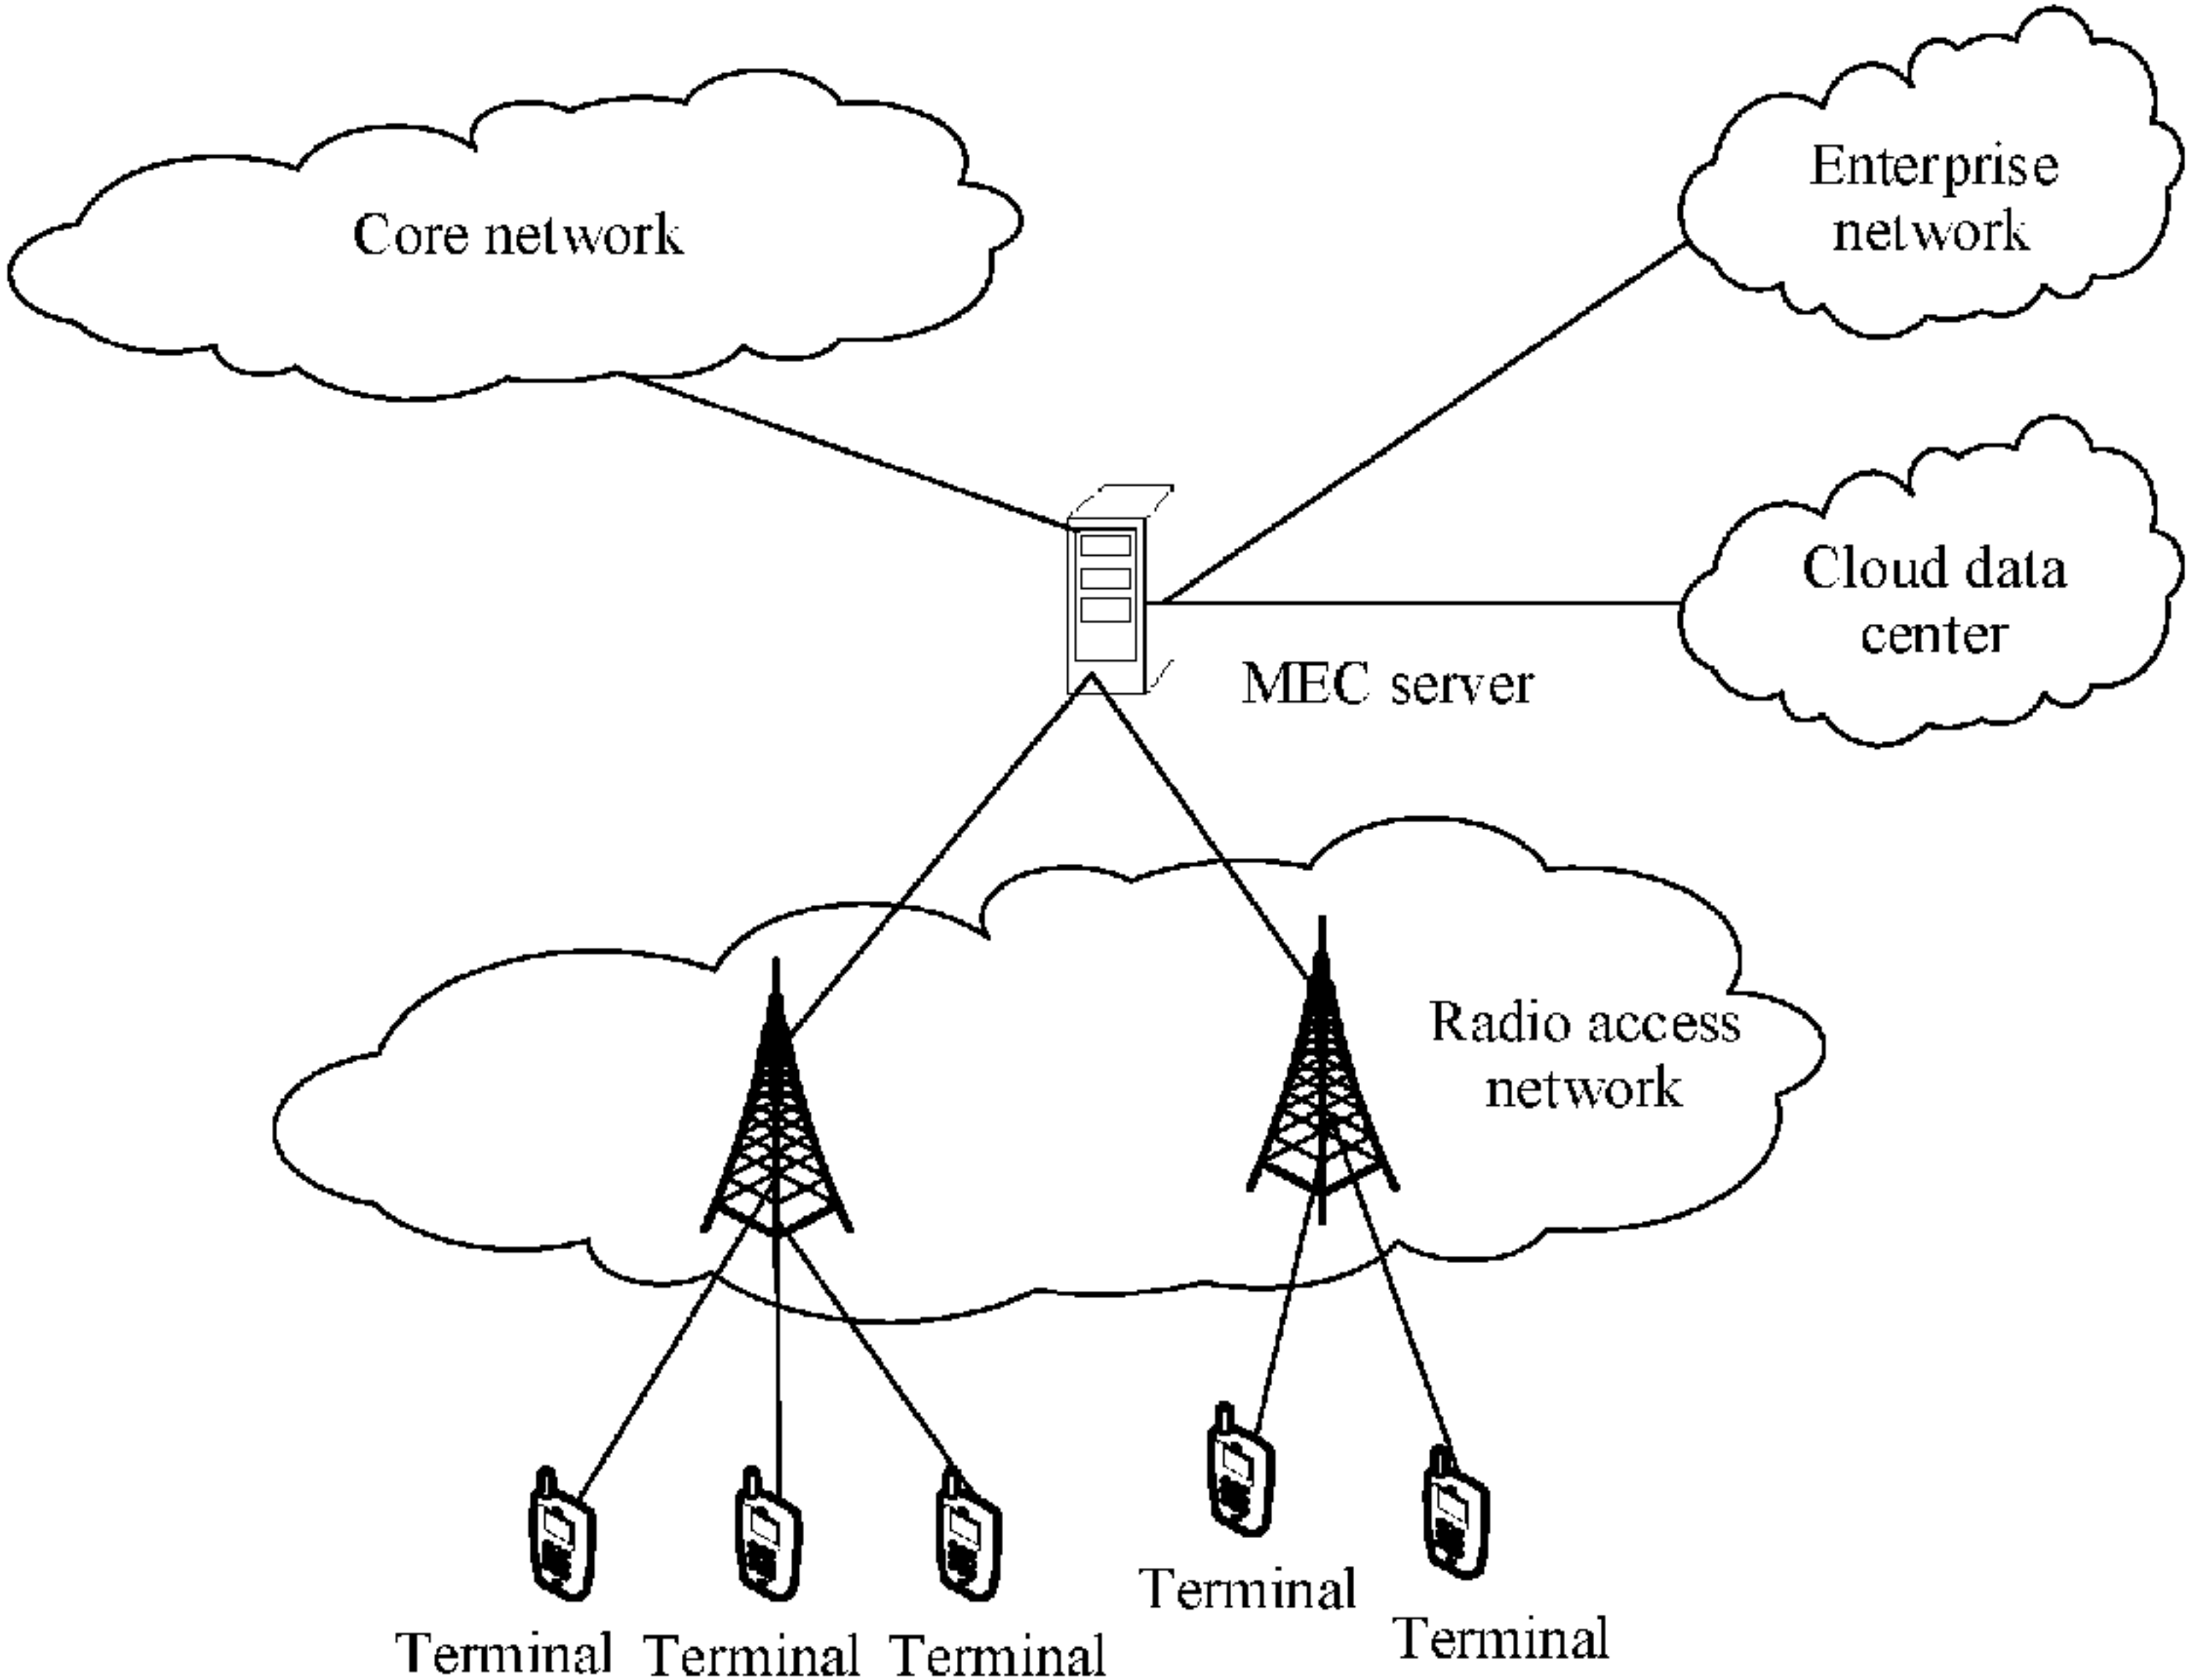 Core network
Enterprise
network
Cloud data
center
MEC server
Radio access
network
Terminal
Terminal
Terminal
Terminal
Terminal